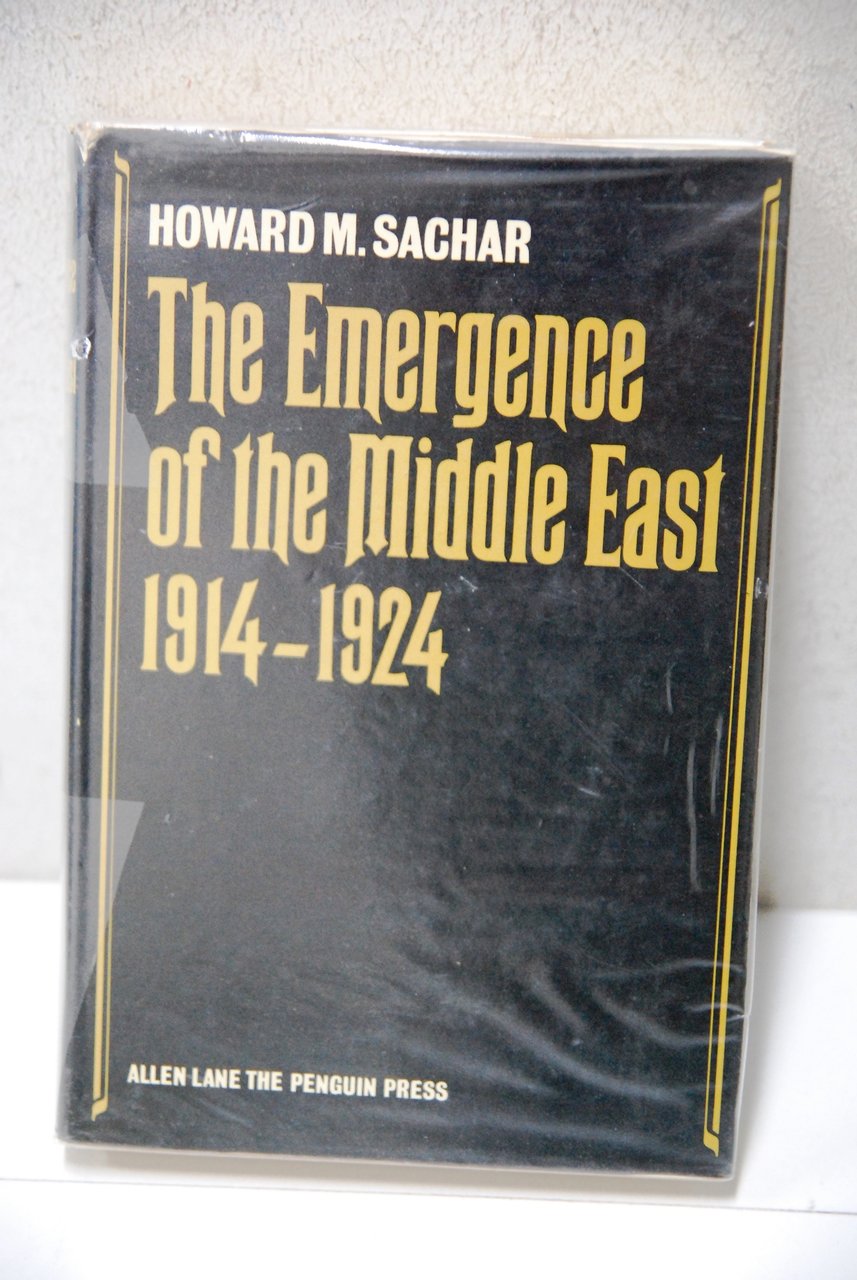 HOWARD M. SACHAR
The Emergence
of the Middle East
1914-1924
ALLEN LANE THE PENGUIN PRESS